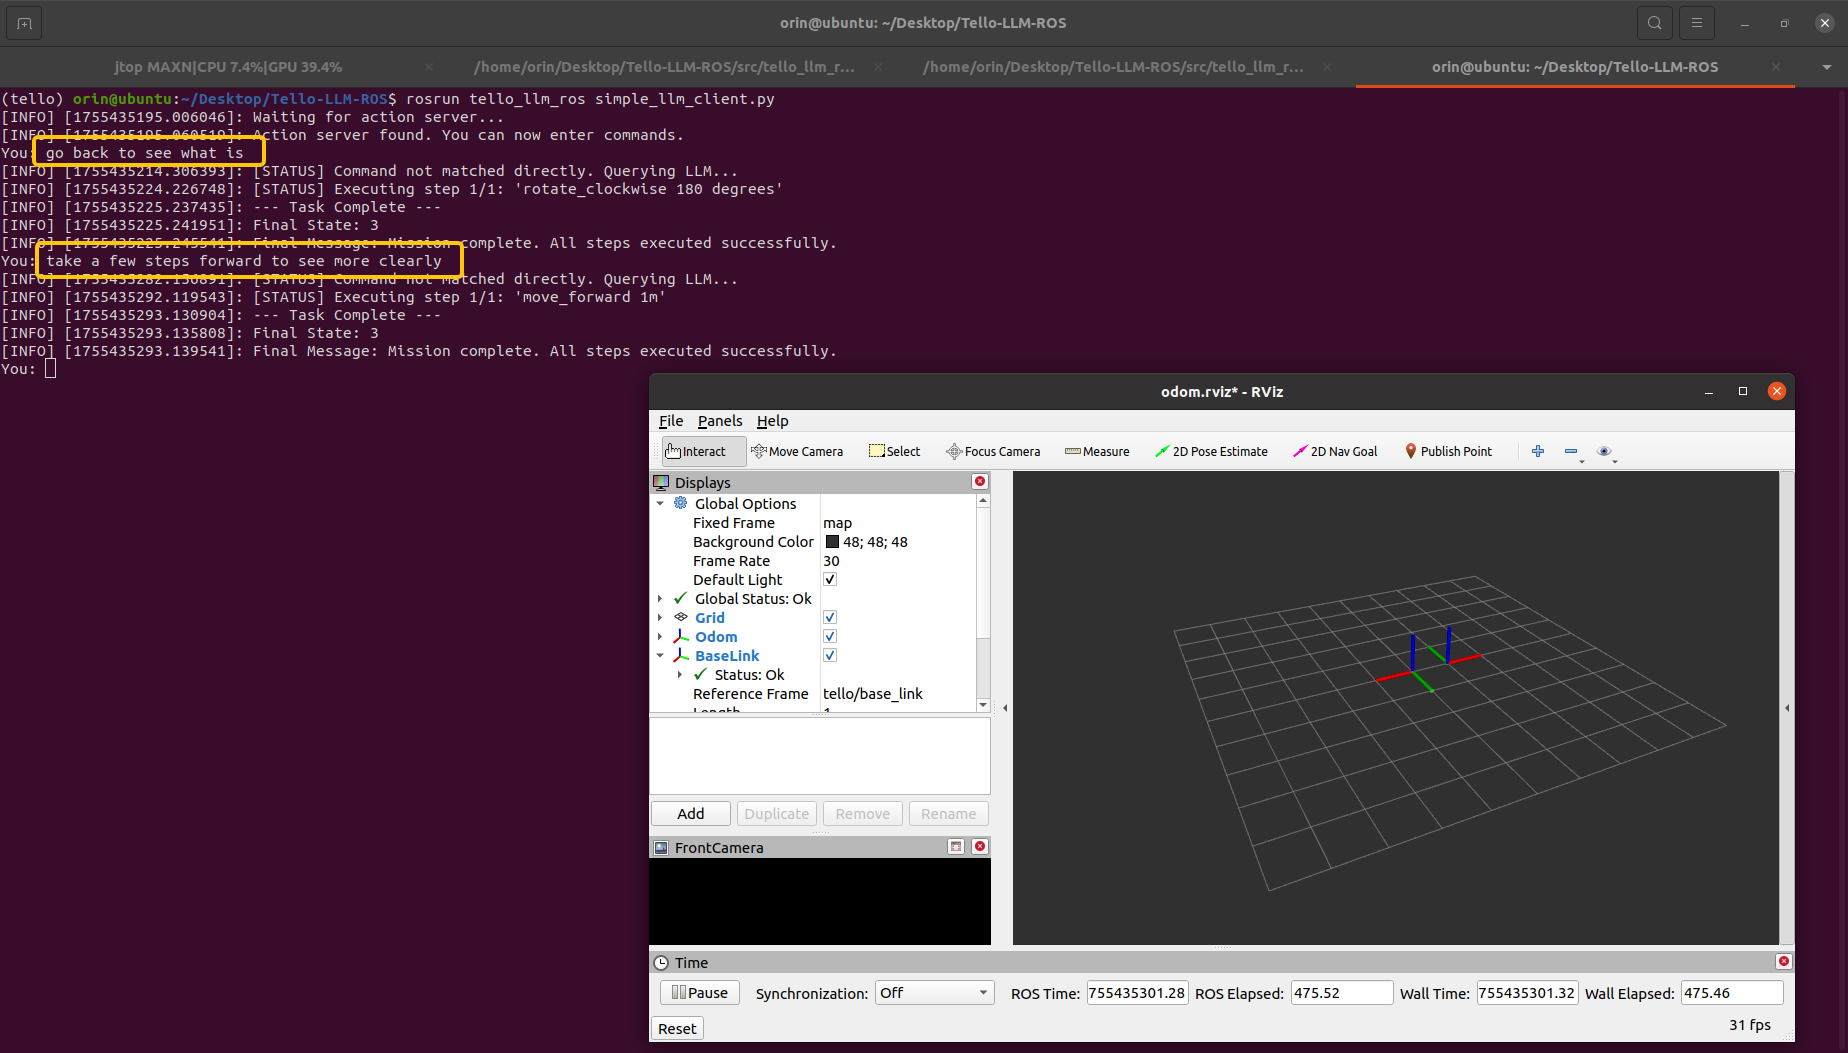 orin@ubuntu: ~/Desktop/Tello-LLM-ROS
jtop MAXN|CPU 7.4%|GPU 39.4%
/home/orin/Desktop/Tello-LLM-ROS/src/tello_llm_r...
/home/orin/Desktop/Tello-LLM-ROS/src/tello_llm_r...
orin@ubuntu: ~/Desktop/Tello-LLM-ROS
(tello) orin@ubuntu:~/Desktop/Tello-LLM-ROS$ rosrun tello_llm_ros simple_llm_client.py
[INFO] [1755435195.006046]: Waiting for action server...
[INFO] [1755435195.060519]: Action server found. You can now enter commands.
You: go back to see what is
[INFO] [1755435214.306393]: [STATUS] Command not matched directly. Querying LLM...
[INFO] [1755435224.226748]: [STATUS] Executing step 1/1: 'rotate_clockwise 180 degrees'
[INFO] [1755435225.237435]: --- Task Complete ---
[INFO] [1755435225.241951]: Final State: 3
[INFO] [1755435225.245541]: Final Message: Mission complete. All steps executed successfully.
You: take a few steps forward to see more clearly
[INFO] [1755435282.150891]: [STATUS] Command not matched directly. Querying LLM...
[INFO] [1755435292.119543]: [STATUS] Executing step 1/1: 'move_forward 1m'
[INFO] [1755435293.130904]: --- Task Complete ---
[INFO] [1755435293.135808]: Final State: 3
[INFO] [1755435293.139541]: Final Message: Mission complete. All steps executed successfully.
You:
odom.rviz* - RViz
File Panels Help
Interact Move Camera Select Focus Camera Measure 2D Pose Estimate 2D Nav Goal Publish Point
Displays
Global Options
Fixed Frame map
Background Color 48; 48; 48
Frame Rate 30
Default Light
Global Status: Ok
Grid
Odom
BaseLink
Status: Ok
Reference Frame tello/base_link
Length 1
Add Duplicate Remove Rename
FrontCamera
Time
Pause Synchronization: Off ROS Time: 755435301.28 ROS Elapsed: 475.52 Wall Time: 755435301.32 Wall Elapsed: 475.46
Reset 31 fps